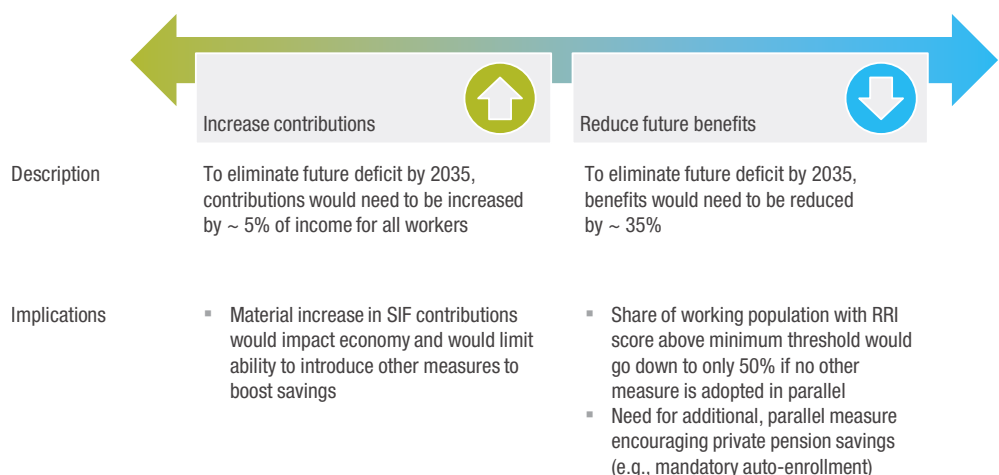 Increase contributions
Reduce future benefits
Description
To eliminate future deficit by 2035,
contributions would need to be increased
by ~ 5% of income for all workers
To eliminate future deficit by 2035,
benefits would need to be reduced
by ~ 35%
Implications
▪ Material increase in SIF contributions
would impact economy and would limit
ability to introduce other measures to
boost savings
▪ Share of working population with RRI
score above minimum threshold would
go down to only 50% if no other
measure is adopted in parallel
▪ Need for additional, parallel measure
encouraging private pension savings
(e.g., mandatory auto-enrollment)